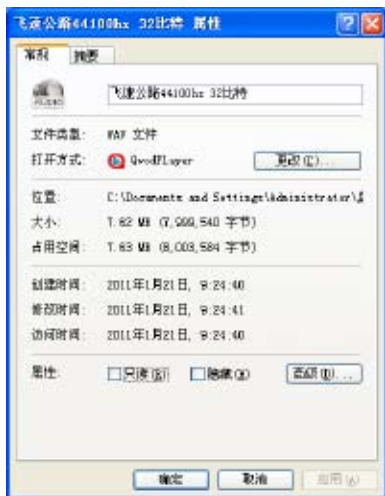 飞速公路44100hz 32比特 属性
常规 摘要
飞速公路44100hz 32比特
文件类型: WAV 文件
打开方式: QvodPlayer 更改(C)...
位置: C:\Documents and Settings\Administrator\
大小: 7.62 MB (7,999,540 字节)
占用空间: 7.63 MB (8,003,584 字节)
创建时间: 2011年1月21日, 9:24:40
修改时间: 2011年1月21日, 9:24:41
访问时间: 2011年1月21日, 9:24:40
属性: 只读(R) 隐藏(H) 高级(D)...
确定 取消 应用(A)